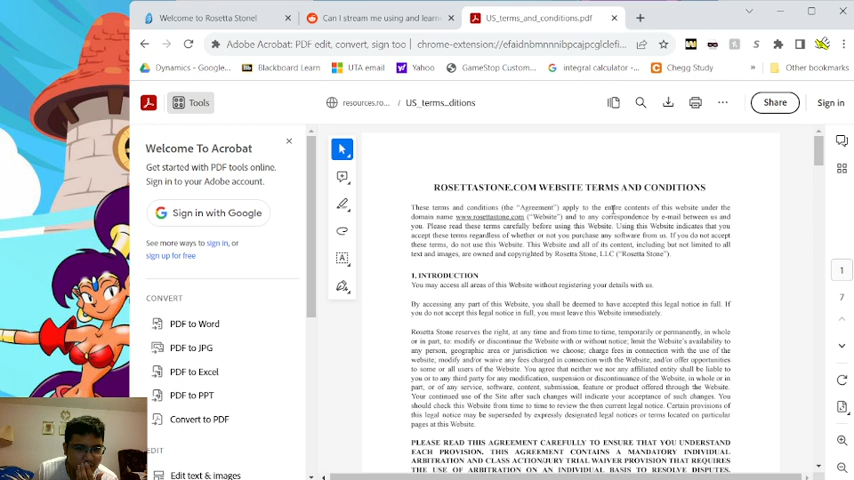 Welcome to Rosetta Stone!
Can I stream me using and learn
US_terms_and_conditions.pdf
Adobe Acrobat: PDF edit, convert, sign too
chrome-extension://efaidnbmnnnibpcajpcglclefi...
Dynamics - Google...
Blackboard Learn
UTA email
Yahoo
GameStop Custom...
integral calculator -...
Chegg Study
»
Other bookmarks
Tools
resources.ro... / US_terms...ditions
Share
Sign in
Welcome To Acrobat
Get started with PDF tools online.
Sign in to your Adobe account.
Sign in with Google
See more ways to sign in, or
sign up for free
CONVERT
PDF to Word
PDF to JPG
PDF to Excel
PDF to PPT
Convert to PDF
EDIT
Edit text & images
ROSETTASTONE.COM WEBSITE TERMS AND CONDITIONS
These terms and conditions (the “Agreement”) apply to the entire contents of this website under the
domain name www.rosettastone.com (“Website”) and to any correspondence by e-mail between us and
you. Please read these terms carefully before using this Website. Using this Website indicates that you
accept these terms regardless of whether or not you purchase any software from us. If you do not accept
these terms, do not use this Website. This Website and all of its content, including but not limited to all
text and images, are owned and copyrighted by Rosetta Stone, LLC (“Rosetta Stone”).
1. INTRODUCTION
You may access all areas of this Website without registering your details with us.
By accessing any part of this Website, you shall be deemed to have accepted this legal notice in full. If
you do not accept this legal notice in full, you must leave this Website immediately.
Rosetta Stone reserves the right, at any time and from time to time, temporarily or permanently, in whole
or in part, to: modify or discontinue the Website with or without notice; limit the Website's availability to
any person, geographic area or jurisdiction we choose; charge fees in connection with the use of the
website; modify and/or waive any fees charged in connection with the Website; and/or offer opportunities
to some or all users of the Website. You agree that neither we nor any affiliated entity shall be liable to
you or to any third party for any modification, suspension or discontinuance of the Website, in whole or in
part, or of any service, software, content, submission, feature or product offered through the Website.
Your continued use of the Site after such changes will indicate your acceptance of such changes. You
should check this Website from time to time to review the then current legal notice. Certain provisions of
this legal notice may be superseded by expressly designated legal notices or terms located on particular
pages at this Website.
PLEASE READ THIS AGREEMENT CAREFULLY TO ENSURE THAT YOU UNDERSTAND
EACH PROVISION. THIS AGREEMENT CONTAINS A MANDATORY INDIVIDUAL
ARBITRATION AND CLASS ACTION/JURY TRIAL WAIVER PROVISION THAT REQUIRES
THE USE OF ARBITRATION ON AN INDIVIDUAL BASIS TO RESOLVE DISPUTES,
1
7